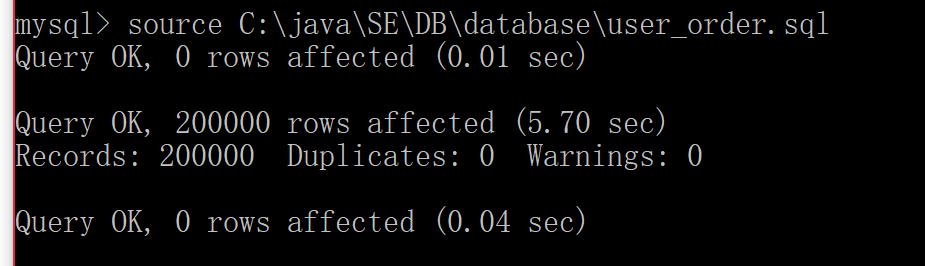 mysql> source C:\java\SE\DB\database\user_order.sql
Query OK, 0 rows affected (0.01 sec)
Query OK, 200000 rows affected (5.70 sec)
Records: 200000  Duplicates: 0  Warnings: 0
Query OK, 0 rows affected (0.04 sec)